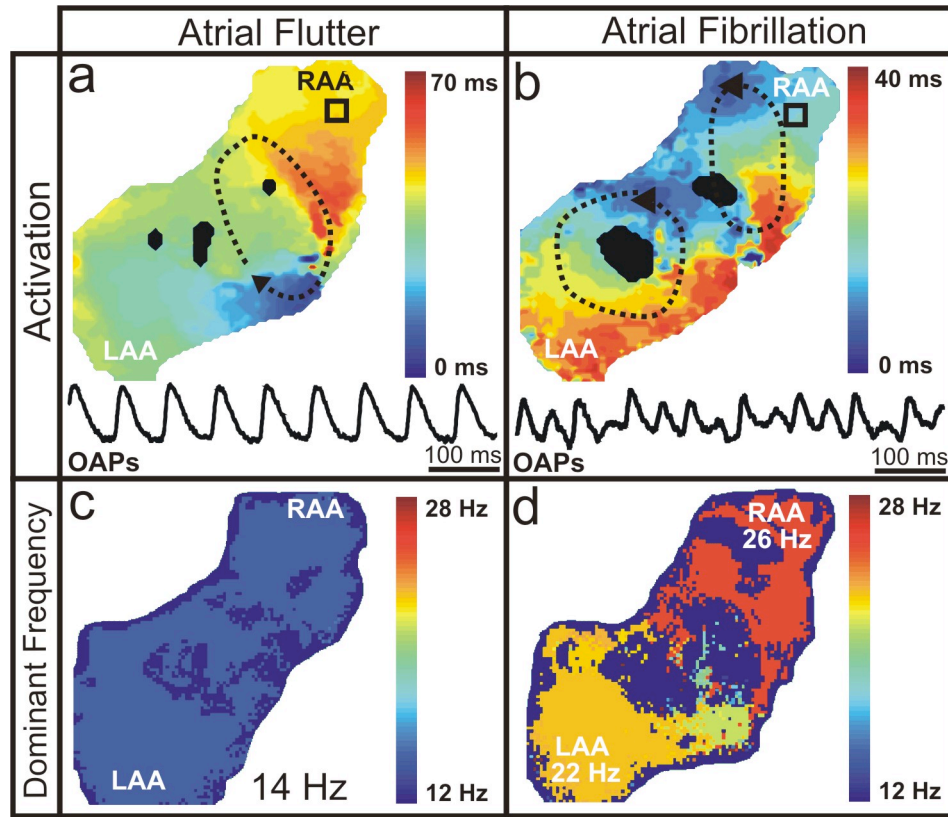 Atrial Flutter
Atrial Fibrillation
Activation
a
RAA
70 ms
LAA
0 ms
OAPs
100 ms
b
RAA
40 ms
LAA
0 ms
OAPs
100 ms
Dominant Frequency
c
RAA
28 Hz
LAA
14 Hz
12 Hz
d
RAA
26 Hz
28 Hz
LAA
22 Hz
12 Hz